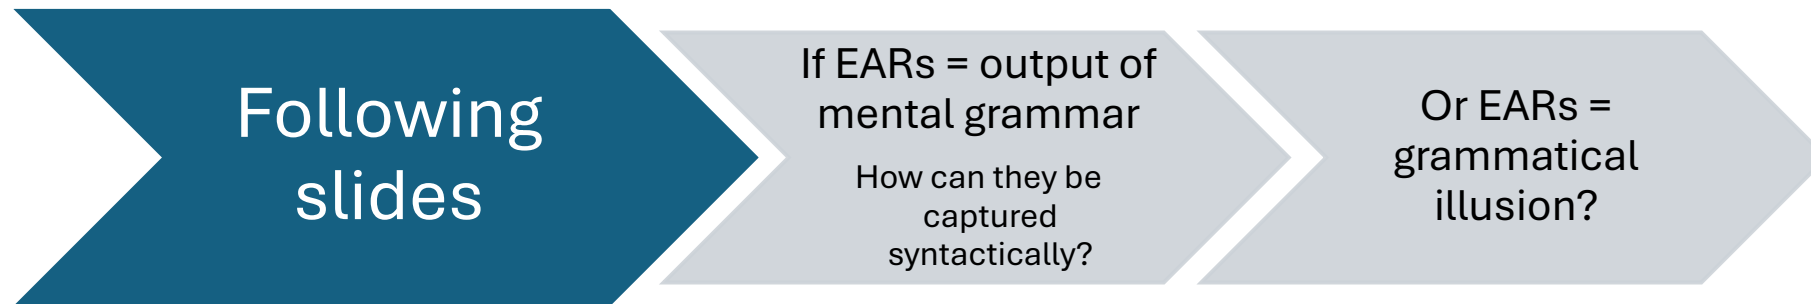 Following
slides
If EARs = output of
mental grammar
How can they be
captured
syntactically?
Or EARs =
grammatical
illusion?